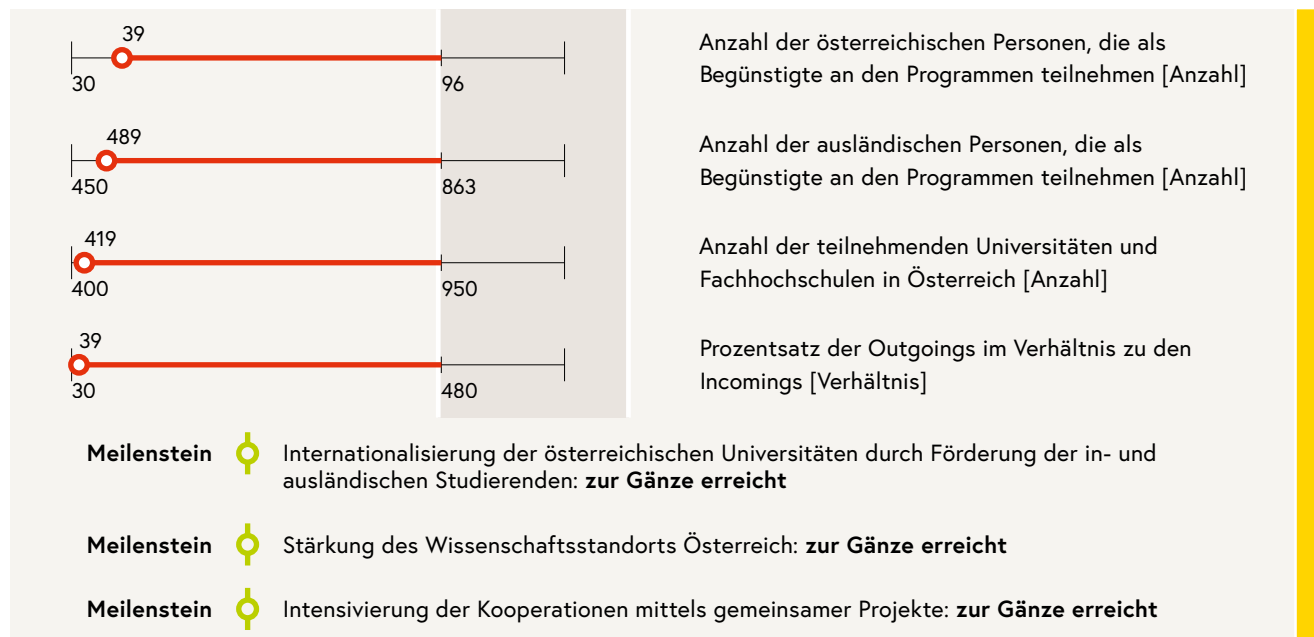 39
30
96
Anzahl der österreichischen Personen, die als
Begünstigte an den Programmen teilnehmen [Anzahl]
489
450
863
Anzahl der ausländischen Personen, die als
Begünstigte an den Programmen teilnehmen [Anzahl]
419
400
950
Anzahl der teilnehmenden Universitäten und
Fachhochschulen in Österreich [Anzahl]
39
30
480
Prozentsatz der Outgoings im Verhältnis zu den
Incomings [Verhältnis]
Meilenstein Internationalisierung der österreichischen Universitäten durch Förderung der in- und
ausländischen Studierenden: zur Gänze erreicht
Meilenstein Stärkung des Wissenschaftsstandorts Österreich: zur Gänze erreicht
Meilenstein Intensivierung der Kooperationen mittels gemeinsamer Projekte: zur Gänze erreicht